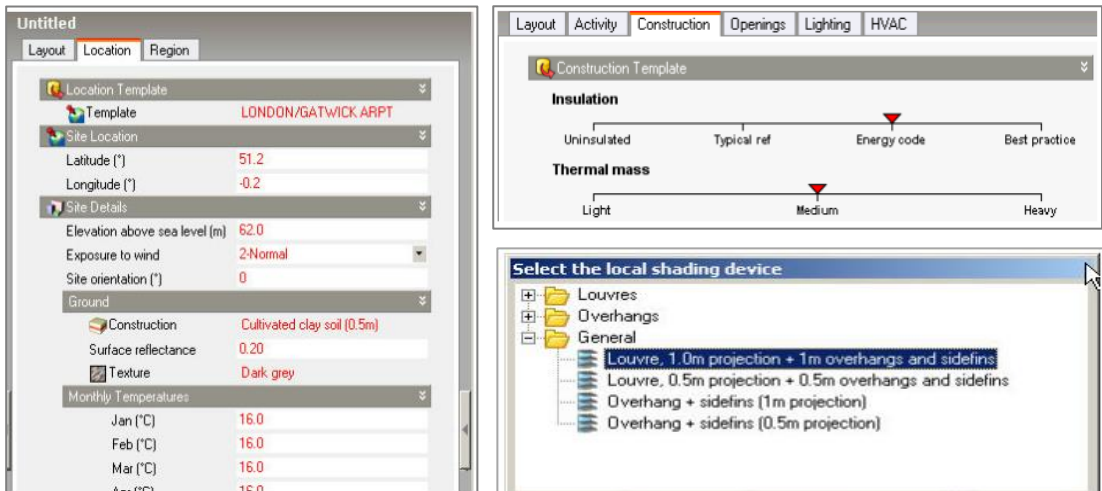 Untitled
Layout Location Region
Location Template
Template LONDON/GATWICK ARPT
Site Location
Latitude (°) 51.2
Longitude (°) -0.2
Site Details
Elevation above sea level (m) 62.0
Exposure to wind 2-Normal
Site orientation (°) 0
Ground
Construction Cultivated clay soil (0.5m)
Surface reflectance 0.20
Texture Dark grey
Monthly Temperatures
Jan (°C) 16.0
Feb (°C) 16.0
Mar (°C) 16.0
Apr (°C) 16.0
Layout Activity Construction Openings Lighting HVAC
Construction Template
Insulation
Uninsulated Typical ref Energy code Best practice
Thermal mass
Light Medium Heavy
Select the local shading device
Louvres
Overhangs
General
Louvre, 1.0m projection + 1m overhangs and sidefins
Louvre, 0.5m projection + 0.5m overhangs and sidefins
Overhang + sidefins (1m projection)
Overhang + sidefins (0.5m projection)